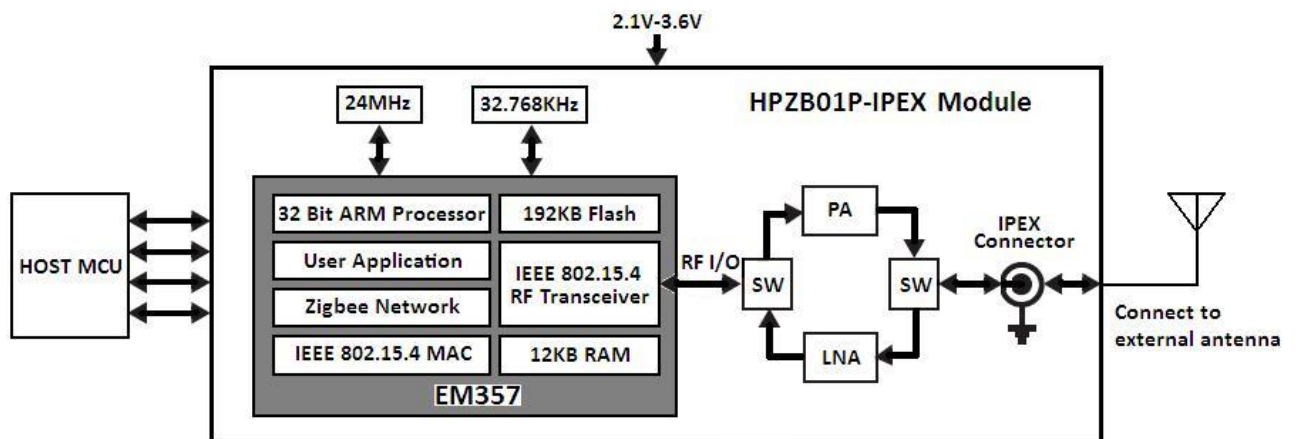 2.1V-3.6V
24MHz
32.768KHz
HPZB01P-IPEX Module
HOST MCU
32 Bit ARM Processor
192KB Flash
User Application
IEEE 802.15.4
RF Transceiver
Zigbee Network
IEEE 802.15.4 MAC
12KB RAM
EM357
RF I/O
SW
PA
LNA
SW
IPEX
Connector
Connect to
external antenna